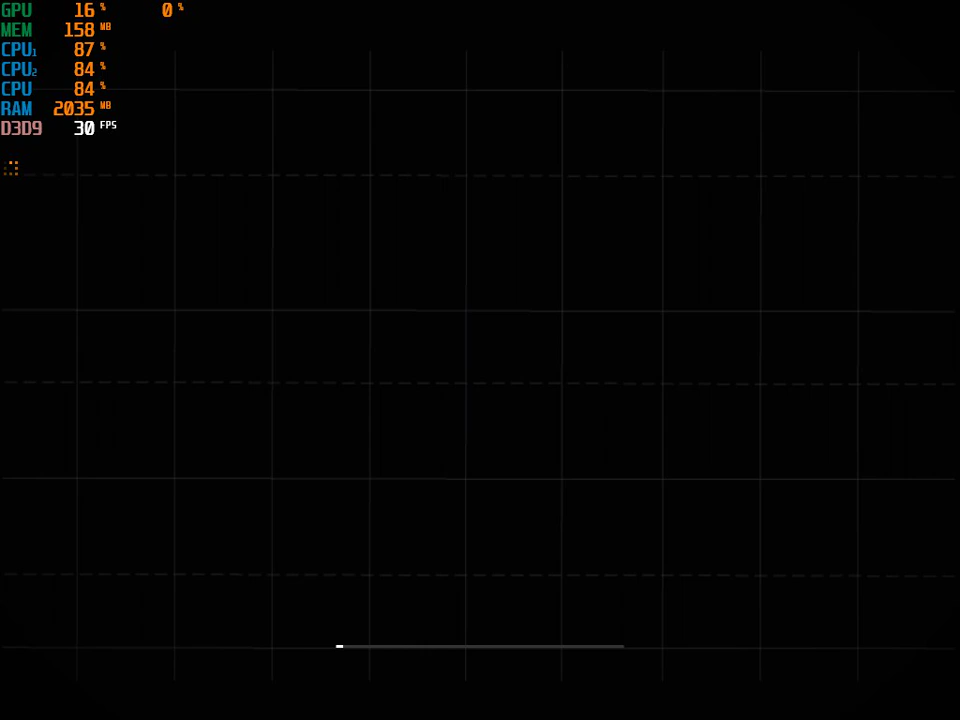 GPU 16 % 0 %
MEM 158 MB
CPU1 87 %
CPU2 84 %
CPU 84 %
RAM 2035 MB
D3D9 30 FPS